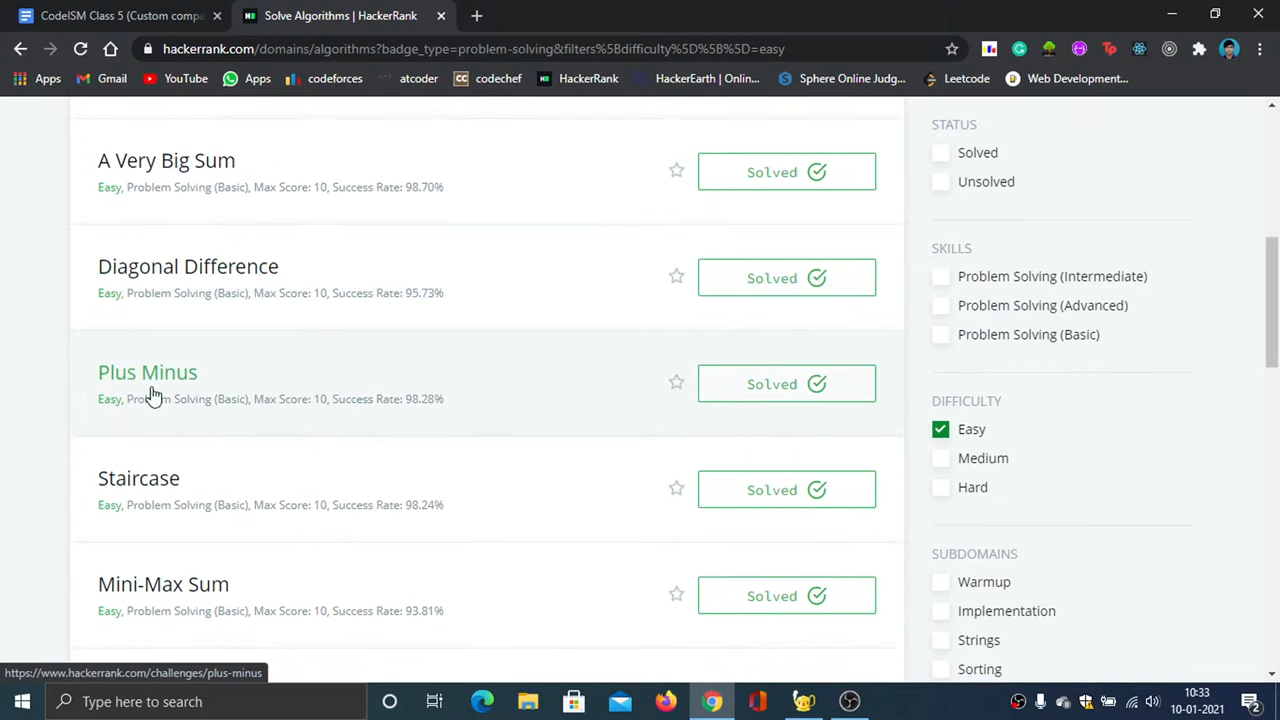 CodeISM Class 5 (Custom compa
Solve Algorithms | HackerRank
hackerrank.com/domains/algorithms?badge_type=problem-solving&filters%5Bdifficulty%5D%5B%5D=easy
Apps
Gmail
YouTube
Apps
codeforces
atcoder
codechef
HackerRank
HackerEarth | Onlin...
Sphere Online Judg...
Leetcode
Web Development...
A Very Big Sum
Easy, Problem Solving (Basic), Max Score: 10, Success Rate: 98.70%
Solved
Diagonal Difference
Easy, Problem Solving (Basic), Max Score: 10, Success Rate: 95.73%
Solved
Plus Minus
Easy, Problem Solving (Basic), Max Score: 10, Success Rate: 98.28%
Solved
Staircase
Easy, Problem Solving (Basic), Max Score: 10, Success Rate: 98.24%
Solved
Mini-Max Sum
Easy, Problem Solving (Basic), Max Score: 10, Success Rate: 93.81%
Solved
STATUS
Solved
Unsolved
SKILLS
Problem Solving (Intermediate)
Problem Solving (Advanced)
Problem Solving (Basic)
DIFFICULTY
Easy
Medium
Hard
SUBDOMAINS
Warmup
Implementation
Strings
Sorting
https://www.hackerrank.com/challenges/plus-minus
Type here to search
10:33
10-01-2021